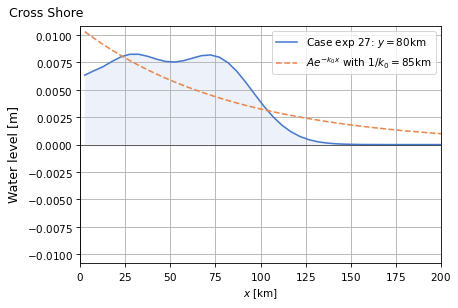 Cross Shore
Case exp 27: y = 80km
Ae^{-k_0x} with 1/k_0 = 85km
Water level [m]
0.0100
0.0075
0.0050
0.0025
0.0000
−0.0025
−0.0050
−0.0075
−0.0100
0 25 50 75 100 125 150 175 200
x [km]